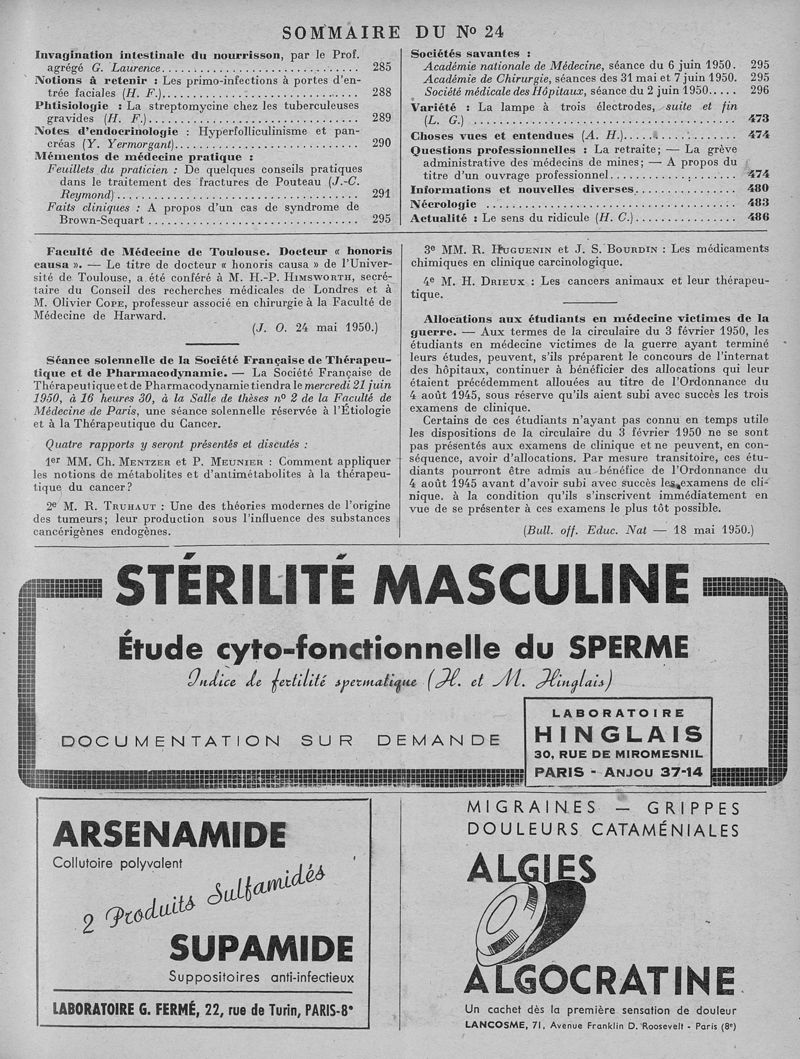 SOMMAIRE DU No 24
Invagination intestinale du nourrisson, par le Prof.
agrégé G. Laurence.............................. 285
Notions à retenir : Les primo-infections à portes d'en-
trée faciales (H. F.).............................. 288
Phtisiologie : La streptomycine chez les tuberculeuses
gravides (H. F.).............................. 289
Notes d'endocrinologie : Hyperfolliculinisme et pan-
créas (Y. Yermorgant).............................. 290
Mémentos de médecine pratique :
Feuillets du praticien : De quelques conseils pratiques
dans le traitement des fractures de Pouteau (J.-C.
Reymond).............................. 291
Faits cliniques : A propos d'un cas de syndrome de
Brown-Sequart.............................. 295
Sociétés savantes :
Académie nationale de Médecine, séance du 6 juin 1950. 295
Académie de Chirurgie, séances des 31 mai et 7 juin 1950. 295
Société médicale des Hôpitaux, séance du 2 juin 1950..... 296
Variété : La lampe à trois électrodes, suite et fin
(L. G.).............................. 473
Choses vues et entendues (A. H.).................. 474
Questions professionnelles : La retraite; — La grève
administrative des médecins de mines; — A propos du
titre d'un ouvrage professionnel.................. 474
Informations et nouvelles diverses.................. 480
Nécrologie.............................. 483
Actualité : Le sens du ridicule (H. C.).................. 486
Faculté de Médecine de Toulouse. Docteur « honoris
causa ». — Le titre de docteur « honoris causa » de l'Univer-
sité de Toulouse, a été conféré à M. H.-P. HIMSWORTH, secré-
taire du Conseil des recherches médicales de Londres et à
M. Olivier COPE, professeur associé en chirurgie à la Faculté de
Médecine de Harward.
(J. O. 24 mai 1950.)
Séance solennelle de la Société Française de Thérapeu-
tique et de Pharmacodynamie. — La Société Française de
Thérapeutique et de Pharmacodynamie tiendra le mercredi 21 juin
1950, à 16 heures 30, à la Salle de thèses nº 2 de la Faculté de
Médecine de Paris, une séance solennelle réservée à l'Étiologie
et à la Thérapeutique du Cancer.
Quatre rapports y seront présentés et discutés :
1er MM. Ch. MENTZER et P. MEUNIER : Comment appliquer
les notions de métabolites et d'antimétabolites à la thérapeu-
tique du cancer?
2e M. R. TRUHAUT : Une des théories modernes de l'origine
des tumeurs; leur production sous l'influence des substances
cancérigènes endogènes.
3e MM. R. HUGUENIN et J. S. BOURDIN : Les médicaments
chimiques en clinique carcinologique.
4e M. H. DRIEUX : Les cancers animaux et leur thérapeu-
tique.
Allocations aux étudiants en médecine victimes de la
guerre. — Aux termes de la circulaire du 3 février 1950, les
étudiants en médecine victimes de la guerre ayant terminé
leurs études, peuvent, s'ils préparent le concours de l'internat
des hôpitaux, continuer à bénéficier des allocations qui leur
étaient précédemment allouées au titre de l'Ordonnance du
4 août 1945, sous réserve qu'ils aient subi avec succès les trois
examens de clinique.
Certains de ces étudiants n'ayant pas connu en temps utile
les dispositions de la circulaire du 3 février 1950 ne se sont
pas présentés aux examens de clinique et ne peuvent, en con-
séquence, avoir d'allocations. Par mesure transitoire, ces étu-
diants pourront être admis au bénéfice de l'Ordonnance du
4 août 1945 avant d'avoir subi avec succès les examens de cli-
nique. à la condition qu'ils s'inscrivent immédiatement en
vue de se présenter à ces examens le plus tôt possible.
(Bull. off. Educ. Nat — 18 mai 1950.)
STÉRILITÉ MASCULINE
Étude cyto-fonctionnelle du SPERME
Indice de fertilité spermatique (H. et M. Hinglais)
DOCUMENTATION SUR DEMANDE
LABORATOIRE
HINGLAIS
30, RUE DE MIROMESNIL
PARIS - ANJOU 37-14
ARSENAMIDE
Collutoire polyvalent
2 Produits Sulfamidés
SUPAMIDE
Suppositoires anti-infectieux
LABORATOIRE G. FERMÉ, 22, rue de Turin, PARIS-8e
MIGRAINES — GRIPPES
DOULEURS CATAMÉNIALES
ALGIES
ALGOCRATINE
Un cachet dès la première sensation de douleur
LANCOSME, 71, Avenue Franklin D. Roosevelt - Paris (8e)